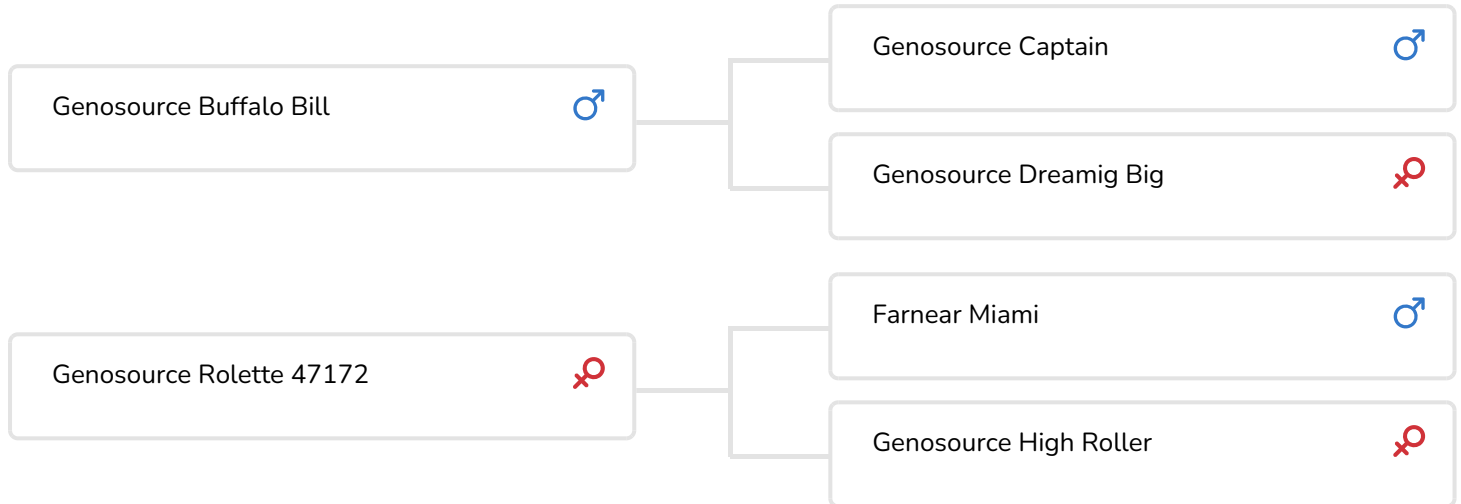 Genosource Captain
Genosource Buffalo Bill
Genosource Dreamig Big
Farnear Miami
Genosource Rolette 47172
Genosource High Roller